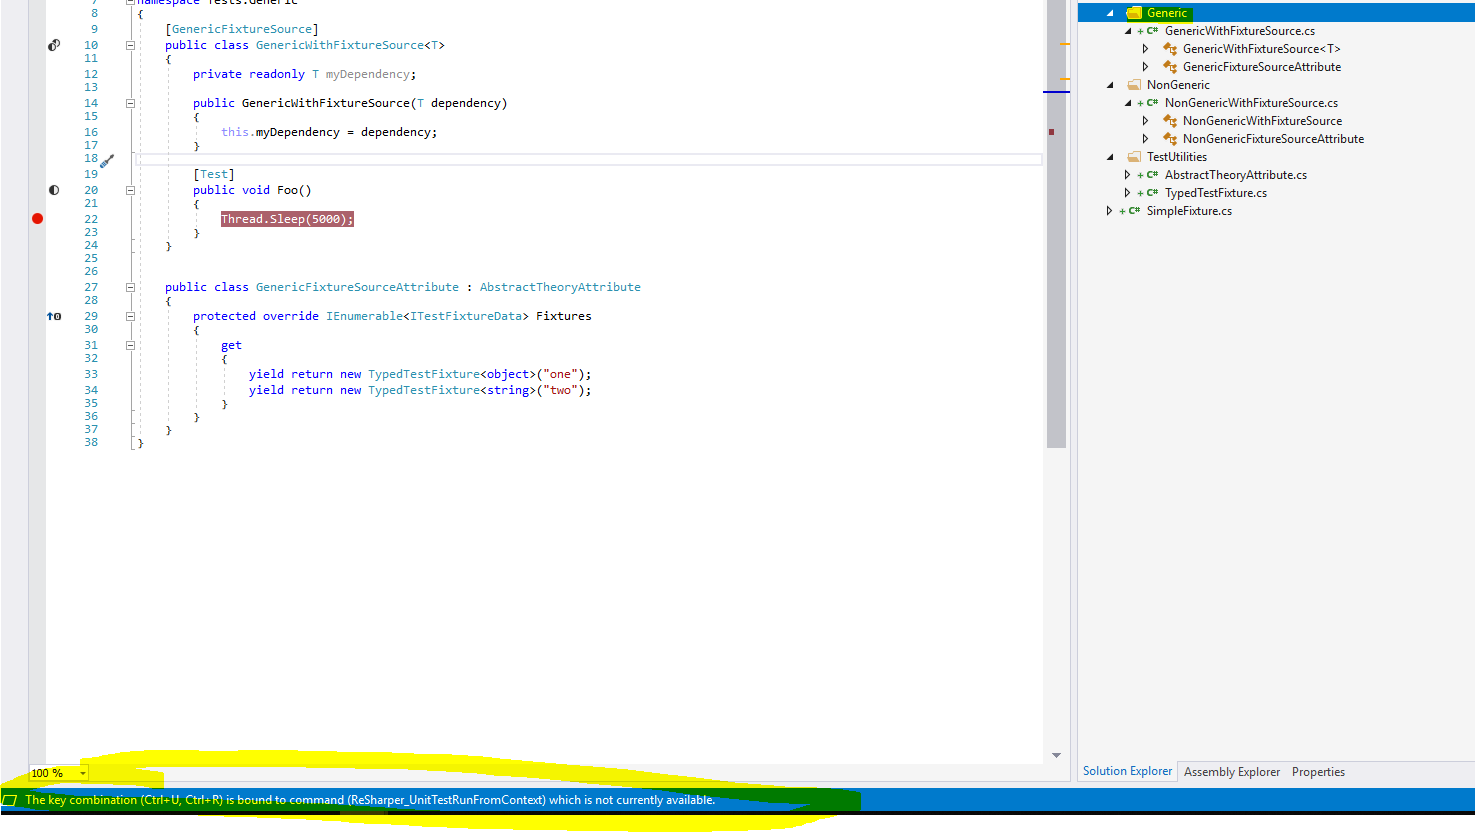 7 namespace Tests.Generic
8 {
9 [GenericFixtureSource]
10 public class GenericWithFixtureSource<T>
11 {
12 private readonly T myDependency;
13
14 public GenericWithFixtureSource(T dependency)
15 {
16 this.myDependency = dependency;
17 }
18
19 [Test]
20 public void Foo()
21 {
22 Thread.Sleep(5000);
23 }
24 }
25
26
27 public class GenericFixtureSourceAttribute : AbstractTheoryAttribute
28 {
29 protected override IEnumerable<ITestFixtureData> Fixtures
30 {
31 get
32 {
33 yield return new TypedTestFixture<object>("one");
34 yield return new TypedTestFixture<string>("two");
35 }
36 }
37 }
38 }
100 %
Generic
+ C# GenericWithFixtureSource.cs
GenericWithFixtureSource<T>
GenericFixtureSourceAttribute
NonGeneric
+ C# NonGenericWithFixtureSource.cs
NonGenericWithFixtureSource
NonGenericFixtureSourceAttribute
TestUtilities
+ C# AbstractTheoryAttribute.cs
+ C# TypedTestFixture.cs
+ C# SimpleFixture.cs
Solution Explorer Assembly Explorer Properties
The key combination (Ctrl+U, Ctrl+R) is bound to command (ReSharper_UnitTestRunFromContext) which is not currently available.